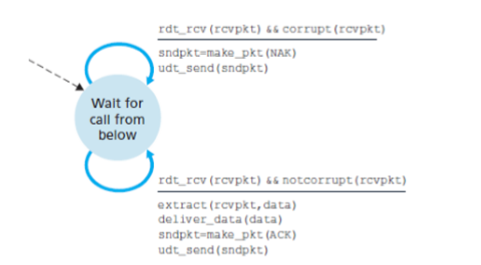 rdt_rcv(rcvpkt) && corrupt(rcvpkt)
sndpkt=make_pkt(NAK)
udt_send(sndpkt)
Wait for
call from
below
rdt_rcv(rcvpkt) && notcorrupt(rcvpkt)
extract(rcvpkt,data)
deliver_data(data)
sndpkt=make_pkt(ACK)
udt_send(sndpkt)